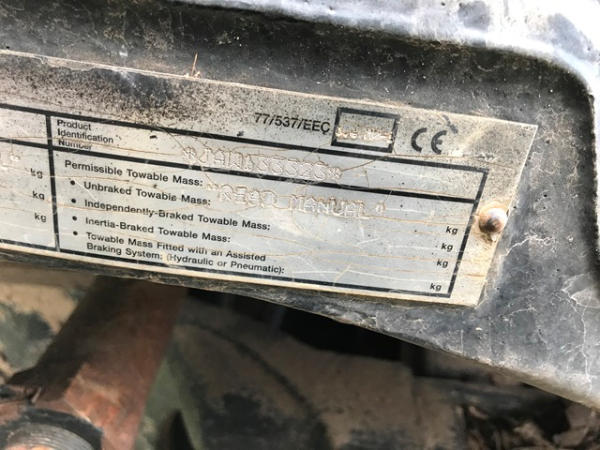 77/537/EEC
CE
Product
Identification
Number
Permissible Towable Mass:
• Unbraked Towable Mass: "READ MANUAL" kg
• Independently-Braked Towable Mass: kg
• Inertia-Braked Towable Mass: kg
• Towable Mass Fitted with an Assisted
Braking System: (Hydraulic or Pneumatic): kg
kg
kg